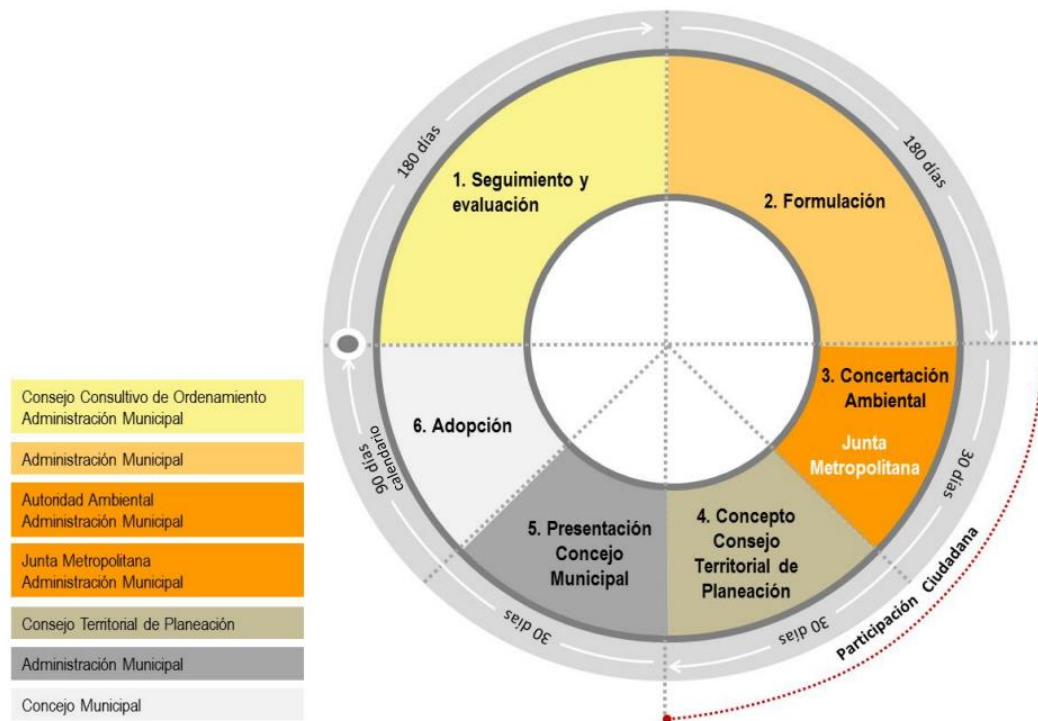 180 días
180 días
1. Seguimiento y
evaluación
2. Formulación
3. Concertación
Ambiental
Junta
Metropolitana
30 días
4. Concepto
Consejo
Territorial de
Planeación
30 días
5. Presentación
Concejo
Municipal
30 días
6. Adopción
90 días
calendario
Participación Ciudadana
Consejo Consultivo de Ordenamiento
Administración Municipal
Administración Municipal
Autoridad Ambiental
Administración Municipal
Junta Metropolitana
Administración Municipal
Consejo Territorial de Planeación
Administración Municipal
Concejo Municipal